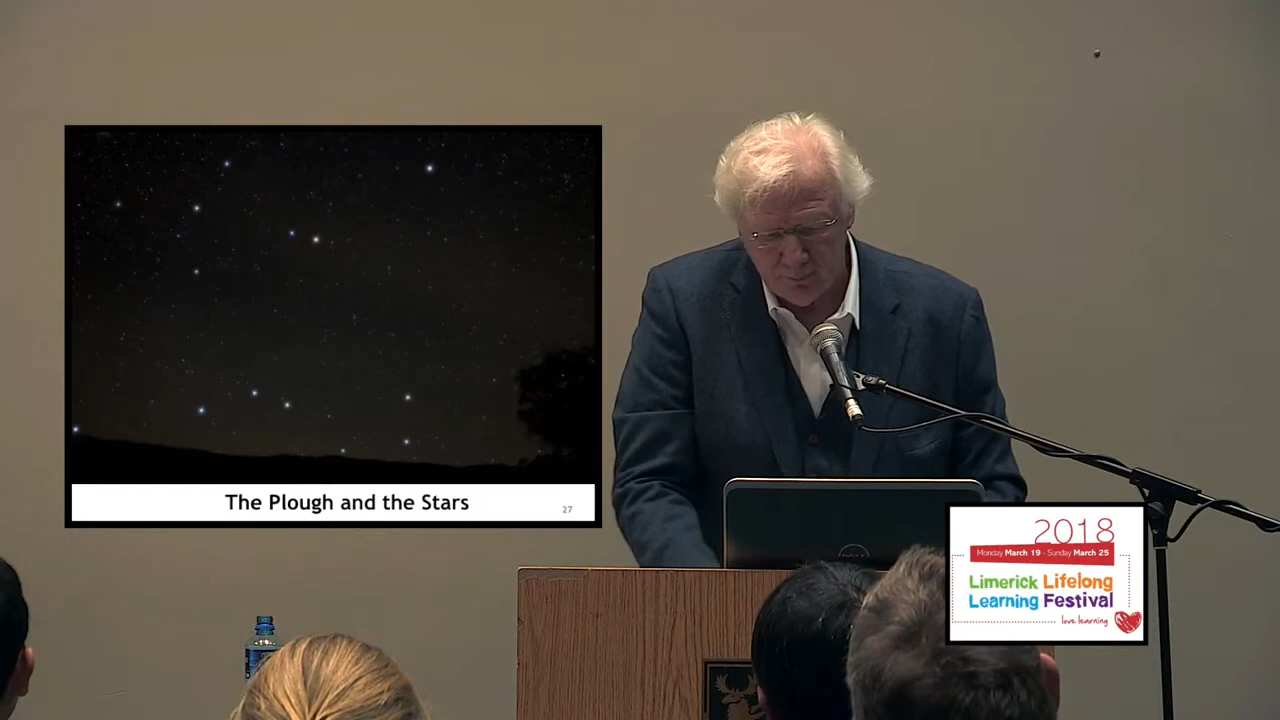 The Plough and the Stars
27
2018
Monday March 19 - Sunday March 25
Limerick Lifelong
Learning Festival
love learning